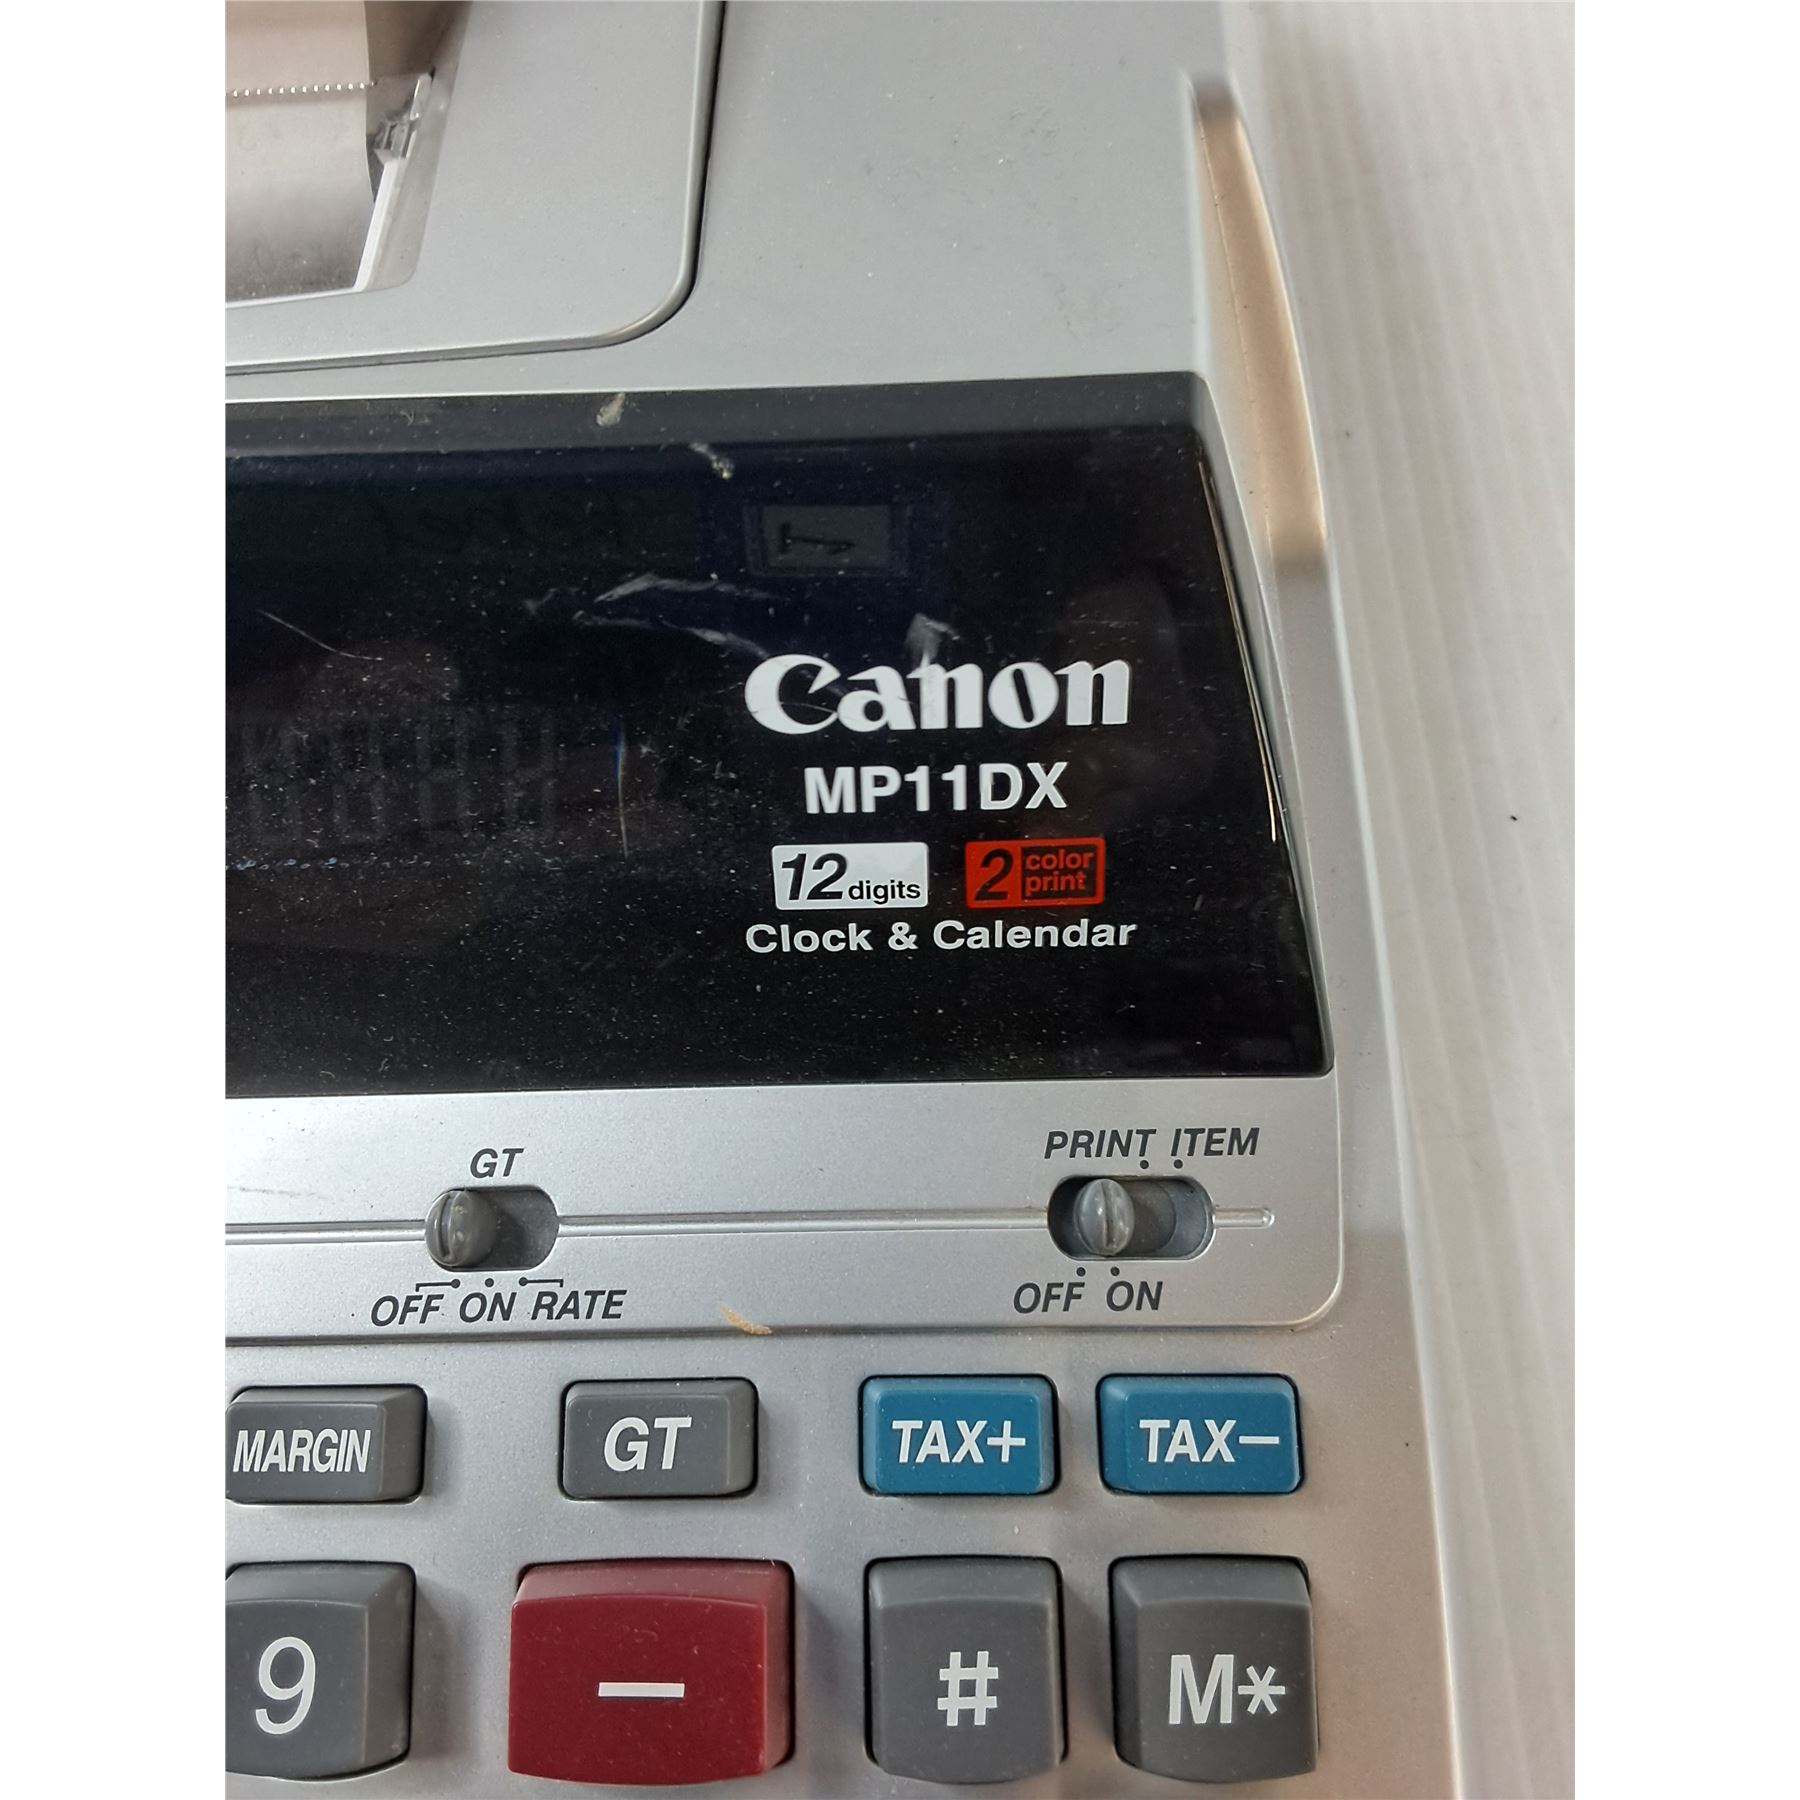 Canon
MP11DX
12 digits 2 color print
Clock & Calendar
GT
PRINT ITEM
OFF ON RATE
OFF ON
MARGIN GT TAX+ TAX−
9 − # M*